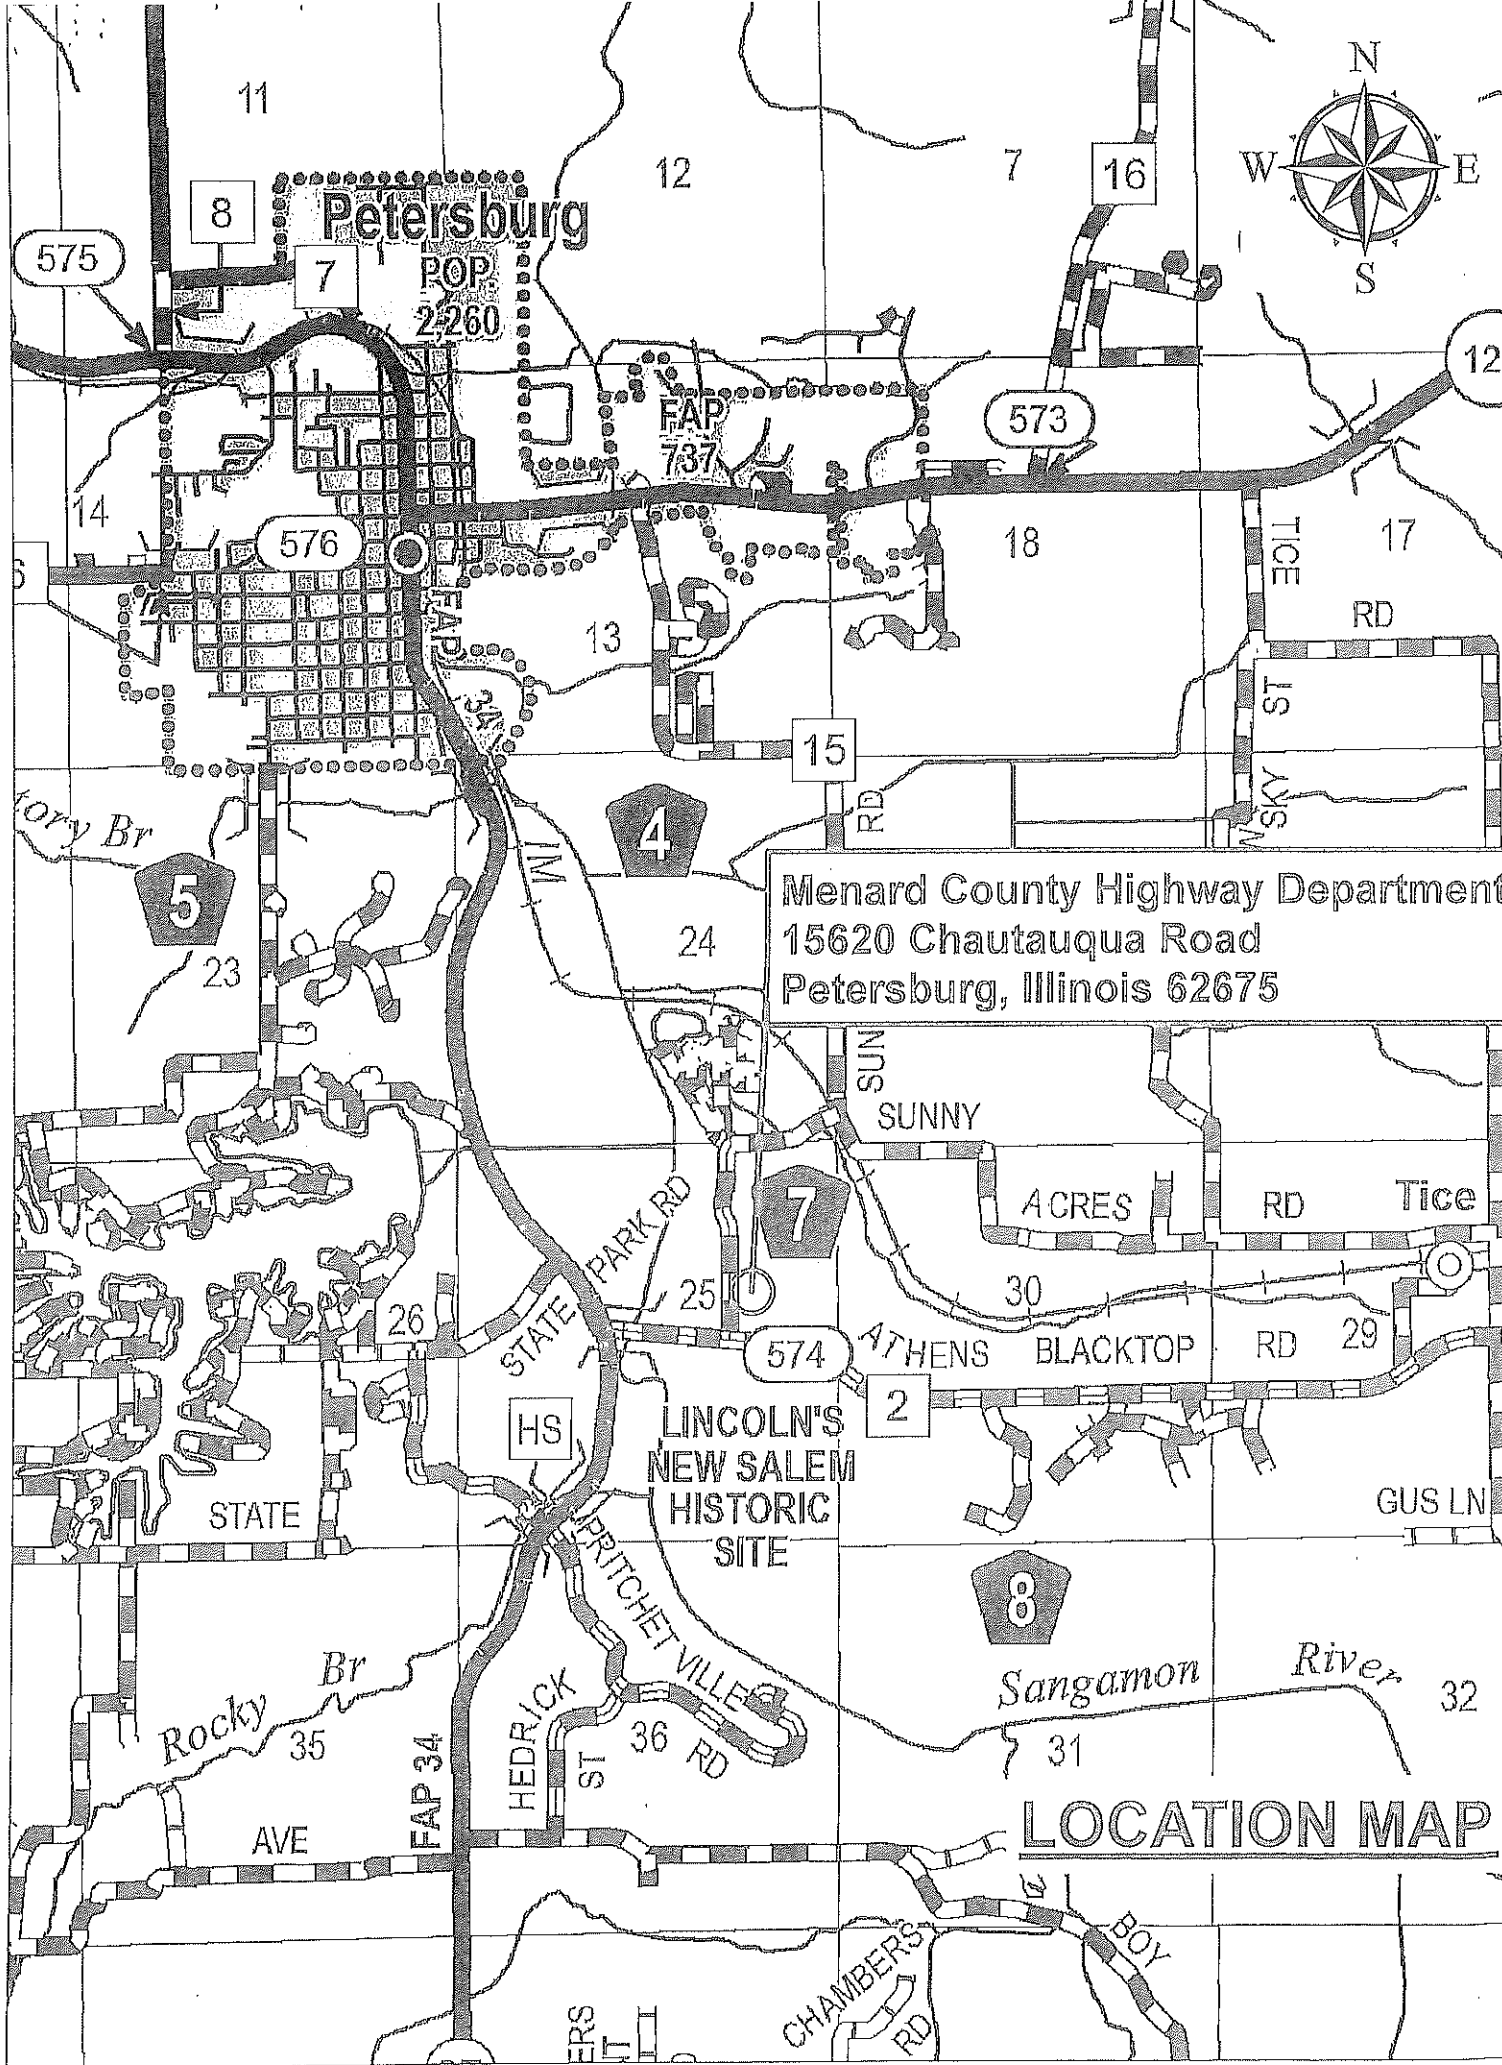 11
12
7
16
N
W
E
S
8
Petersburg
575
7
POP.
2,260
12
FAP
737
573
14
576
18
TICE
17
FAP
13
RD
34
ST
15
SKY
RD
tory Br
4
IM
5
Menard County Highway Department
15620 Chautauqua Road
Petersburg, Illinois 62675
24
23
SUN
SUNNY
7
ACRES
RD
Tice
STATE PARK RD
25
30
26
574
ATHENS BLACKTOP RD
29
2
HS
LINCOLN'S
NEW SALEM
HISTORIC
SITE
STATE
GUS LN
PRITCHETVILLE
RD
8
Rocky Br
Sangamon River
32
35
HEDRICK
ST
36
31
FAP 34
AVE
LOCATION MAP
BOY
CHAMBERS
RD
ERS